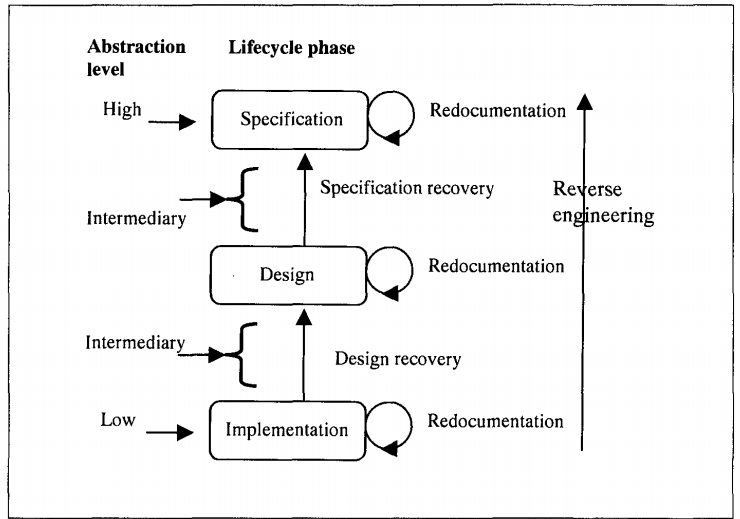 Abstraction
level
Lifecycle phase
High
Specification
Redocumentation
Specification recovery
Reverse
engineering
Intermediary
Design
Redocumentation
Intermediary
Design recovery
Low
Implementation
Redocumentation